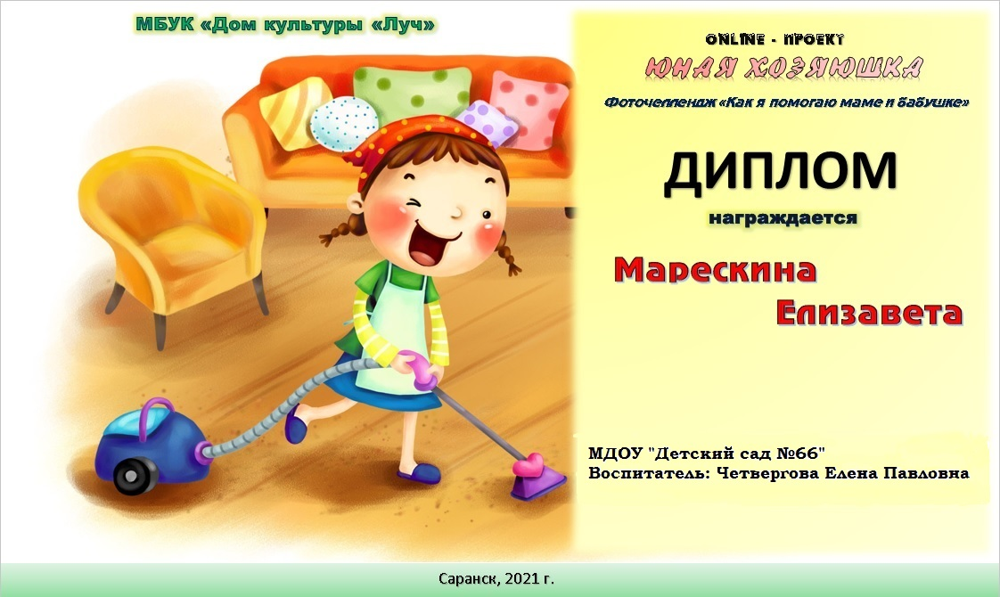 МБУК «Дом культуры «Луч»
ONLINE - ПРОЕКТ
ЮНАЯ ХОЗЯЮШКА
Фоточеллендж «Как я помогаю маме и бабушке»
ДИПЛОМ
награждается
Марескина
Елизавета
МДОУ "Детский сад №66"
Воспитатель: Четвергова Елена Павловна
Саранск, 2021 г.